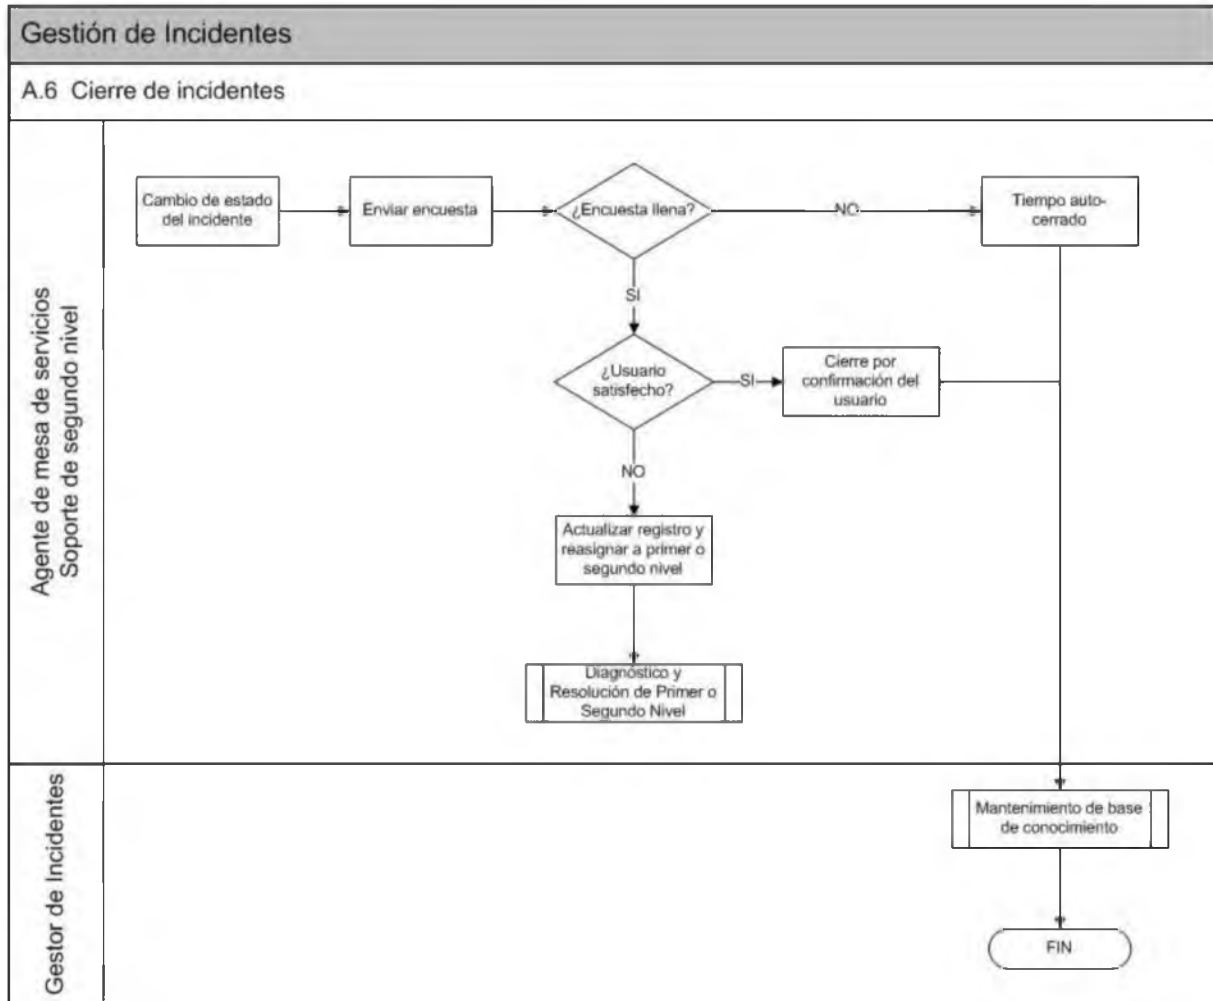 Gestión de Incidentes
A.6 Cierre de incidentes
Agente de mesa de servicios
Soporte de segundo nivel
Cambio de estado
del incidente
Enviar encuesta
¿Encuesta llena?
NO
Tiempo auto-
cerrado
SI
¿Usuario
satisfecho?
SI
Cierre por
confirmación del
usuario
NO
Actualizar registro y
reasignar a primer o
segundo nivel
Diagnóstico y
Resolución de Primer o
Segundo Nivel
Gestor de Incidentes
Mantenimiento de base
de conocimiento
FIN